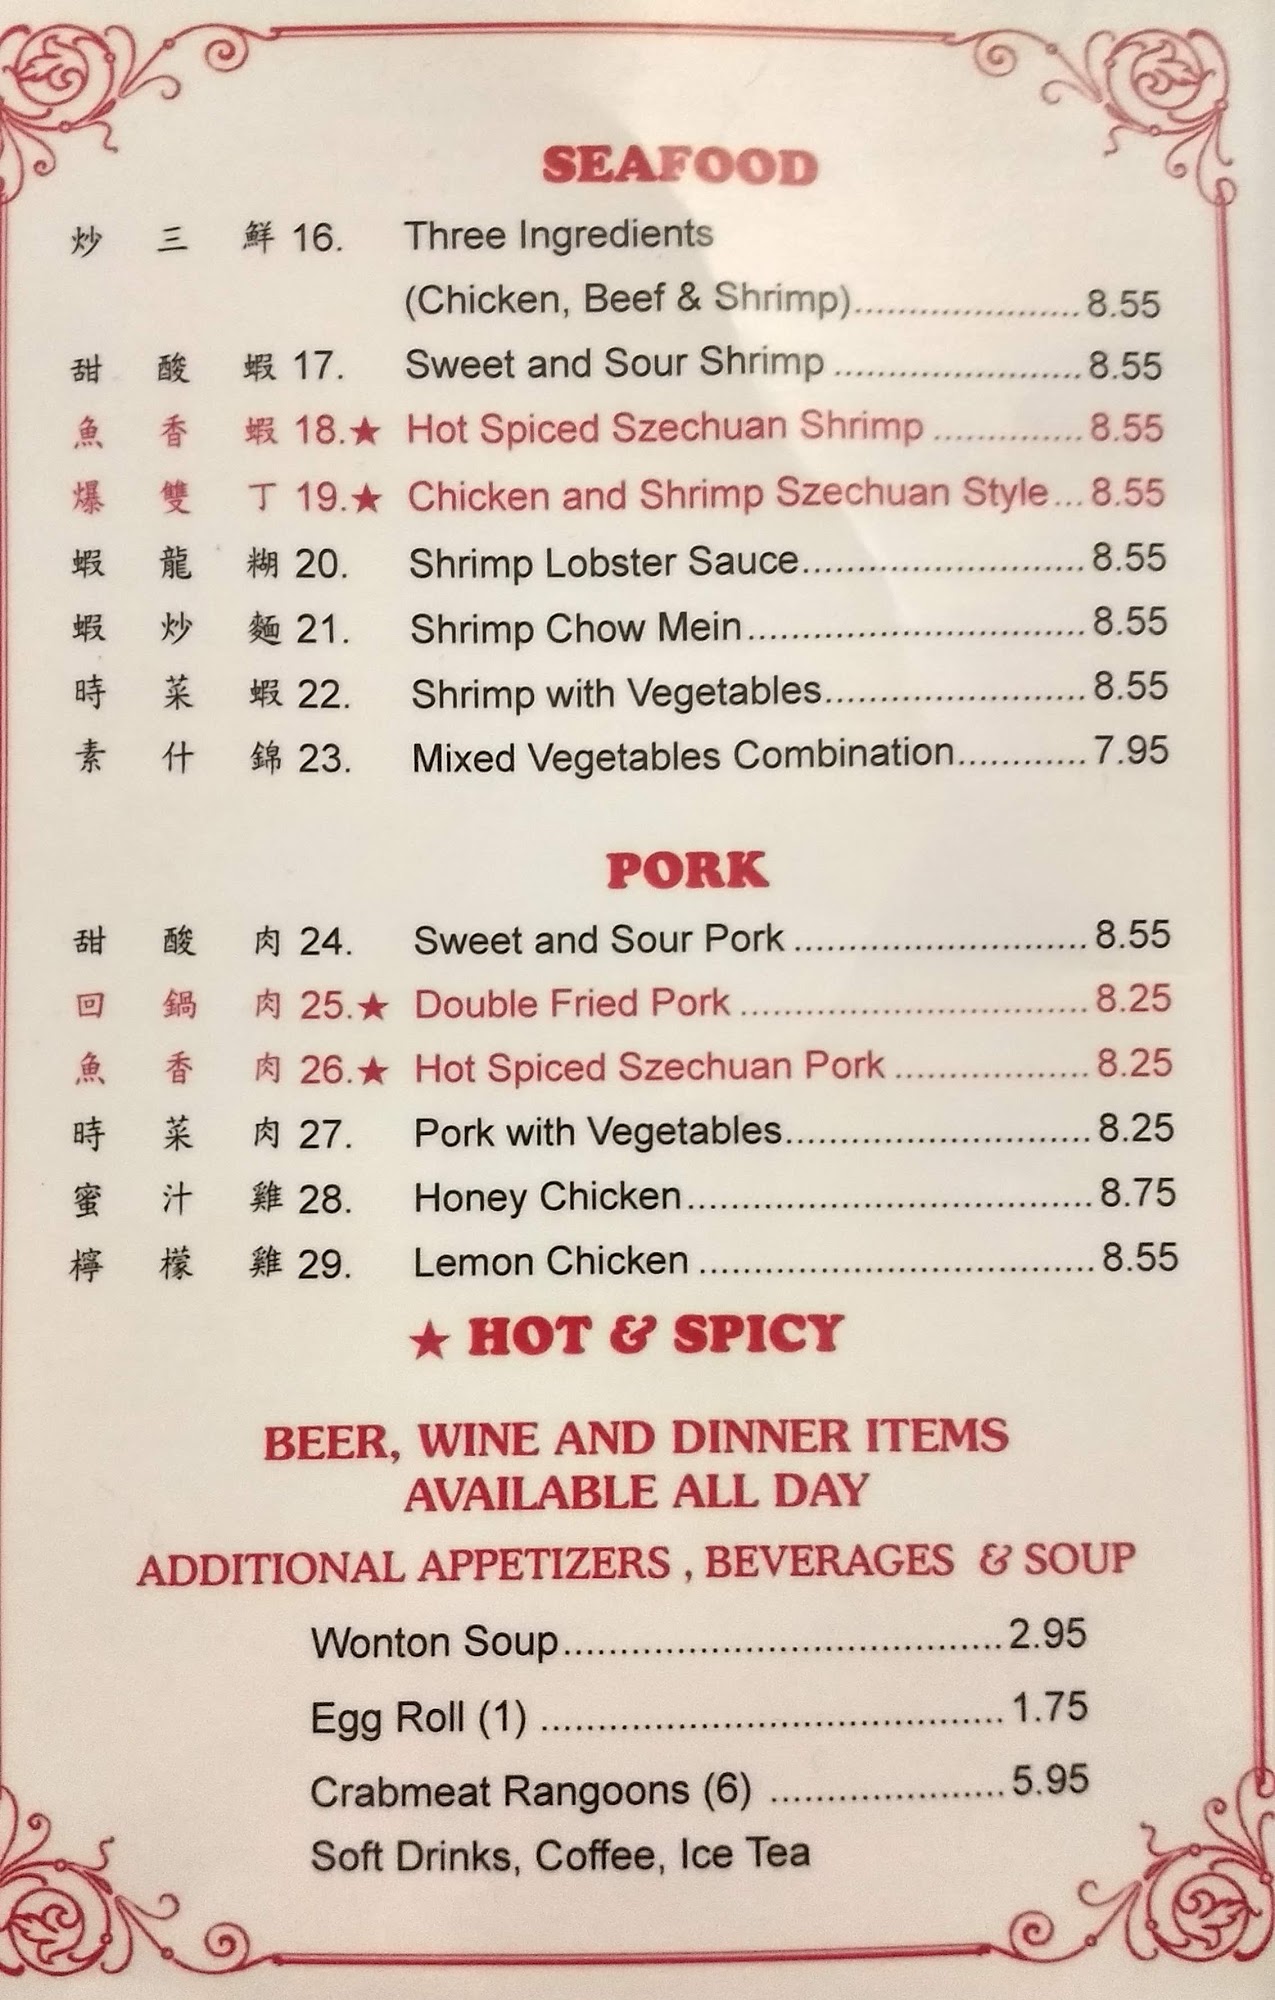 SEAFOOD
炒 三 鮮 16. Three Ingredients
(Chicken, Beef & Shrimp)..................... 8.55
甜 酸 蝦 17. Sweet and Sour Shrimp ....................... 8.55
魚 香 蝦 18.★ Hot Spiced Szechuan Shrimp .............. 8.55
爆 雙 丁 19.★ Chicken and Shrimp Szechuan Style... 8.55
蝦 龍 糊 20. Shrimp Lobster Sauce.......................... 8.55
蝦 炒 麵 21. Shrimp Chow Mein............................... 8.55
時 菜 蝦 22. Shrimp with Vegetables........................ 8.55
素 什 錦 23. Mixed Vegetables Combination............ 7.95
PORK
甜 酸 肉 24. Sweet and Sour Pork ........................... 8.55
回 鍋 肉 25.★ Double Fried Pork ................................ 8.25
魚 香 肉 26.★ Hot Spiced Szechuan Pork .................. 8.25
時 菜 肉 27. Pork with Vegetables............................ 8.25
蜜 汁 雞 28. Honey Chicken..................................... 8.75
檸 檬 雞 29. Lemon Chicken .................................... 8.55
★ HOT & SPICY
BEER, WINE AND DINNER ITEMS
AVAILABLE ALL DAY
ADDITIONAL APPETIZERS , BEVERAGES & SOUP
Wonton Soup....................................... 2.95
Egg Roll (1) ......................................... 1.75
Crabmeat Rangoons (6) ..................... 5.95
Soft Drinks, Coffee, Ice Tea